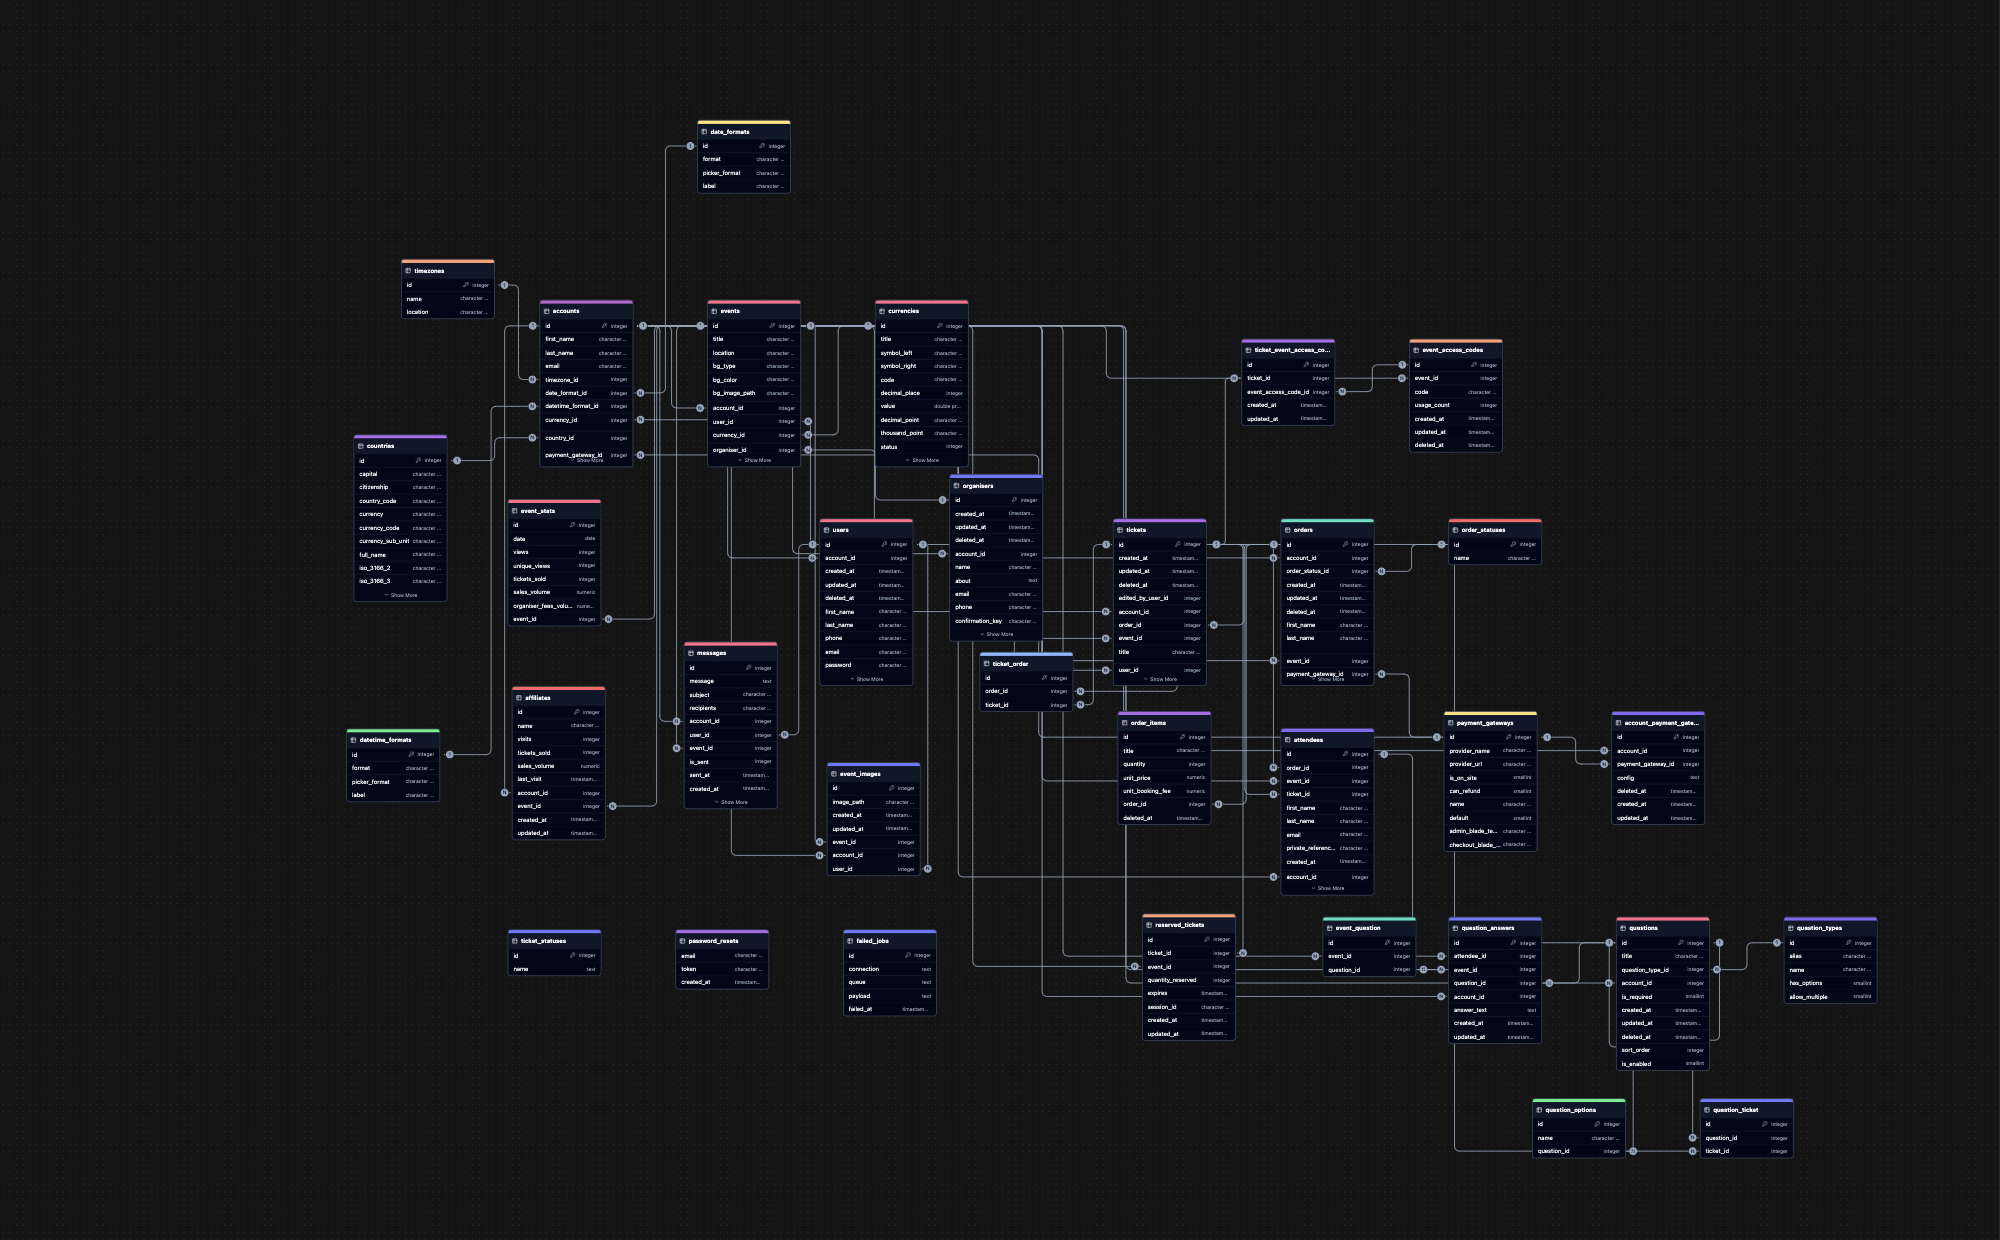 date_formats
id integer
format character ...
picker_format character ...
label character ...
timezones
id integer
name character ...
location character ...
accounts
id integer
first_name character ...
last_name character ...
email character ...
timezone_id integer
date_format_id integer
datetime_format_id integer
currency_id integer
country_id integer
payment_gateway_id integer
Show More
events
id integer
title character ...
location character ...
bg_type character ...
bg_color character ...
bg_image_path character ...
account_id integer
user_id integer
currency_id integer
organiser_id integer
Show More
currencies
id integer
title character ...
symbol_left character ...
symbol_right character ...
code character ...
decimal_place integer
value double pr...
decimal_point character ...
thousand_point character ...
status integer
Show More
ticket_event_access_co...
id integer
ticket_id integer
event_access_code_id integer
created_at timestam...
updated_at timestam...
event_access_codes
id integer
event_id integer
code character ...
usage_count integer
created_at timestam...
updated_at timestam...
deleted_at timestam...
countries
id integer
capital character ...
citizenship character ...
country_code character ...
currency character ...
currency_code character ...
currency_sub_unit character ...
full_name character ...
iso_3166_2 character ...
iso_3166_3 character ...
Show More
event_stats
id integer
date date
views integer
unique_views integer
tickets_sold integer
sales_volume numeric
organiser_fees_volu... nume...
event_id integer
organisers
id integer
created_at timestam...
updated_at timestam...
deleted_at timestam...
account_id integer
name character ...
about text
email character ...
phone character ...
confirmation_key character ...
Show More
users
id integer
account_id integer
created_at timestam...
updated_at timestam...
deleted_at timestam...
first_name character ...
last_name character ...
phone character ...
email character ...
password character ...
Show More
tickets
id integer
created_at timestam...
updated_at timestam...
deleted_at timestam...
edited_by_user_id integer
account_id integer
order_id integer
event_id integer
title character ...
user_id integer
Show More
orders
id integer
account_id integer
order_status_id integer
created_at timestam...
updated_at timestam...
deleted_at timestam...
first_name character ...
last_name character ...
event_id integer
payment_gateway_id integer
Show More
order_statuses
id integer
name character ...
messages
id integer
message text
subject character ...
recipients character ...
account_id integer
user_id integer
event_id integer
is_sent integer
sent_at timestam...
created_at timestam...
Show More
ticket_order
id integer
order_id integer
ticket_id integer
affiliates
id integer
name character ...
visits integer
tickets_sold integer
sales_volume numeric
last_visit timestam...
account_id integer
event_id integer
created_at timestam...
updated_at timestam...
datetime_formats
id integer
format character ...
picker_format character ...
label character ...
event_images
id integer
image_path character ...
created_at timestam...
updated_at timestam...
event_id integer
account_id integer
user_id integer
order_items
id integer
title character ...
quantity integer
unit_price numeric
unit_booking_fee numeric
order_id integer
deleted_at timestam...
attendees
id integer
order_id integer
event_id integer
ticket_id integer
first_name character ...
last_name character ...
email character ...
private_referenc... character ...
created_at timestam...
account_id integer
Show More
payment_gateways
id integer
provider_name character ...
provider_url character ...
is_on_site smallint
can_refund smallint
name character ...
default smallint
admin_blade_te... character ...
checkout_blade_... character ...
account_payment_gate...
id integer
account_id integer
payment_gateway_id integer
config text
deleted_at timestam...
created_at timestam...
updated_at timestam...
ticket_statuses
id integer
name text
password_resets
email character ...
token character ...
created_at timestam...
failed_jobs
id integer
connection text
queue text
payload text
failed_at timestam...
reserved_tickets
id integer
ticket_id integer
event_id integer
quantity_reserved integer
expires timestam...
session_id character ...
created_at timestam...
updated_at timestam...
event_question
id integer
event_id integer
question_id integer
question_answers
id integer
attendee_id integer
event_id integer
question_id integer
account_id integer
answer_text text
created_at timestam...
updated_at timestam...
questions
id integer
title character ...
question_type_id integer
account_id integer
is_required smallint
created_at timestam...
updated_at timestam...
deleted_at timestam...
sort_order integer
is_enabled smallint
question_types
id integer
alias character ...
name character ...
has_options smallint
allow_multiple smallint
question_options
id integer
name character ...
question_id integer
question_ticket
id integer
question_id integer
ticket_id integer